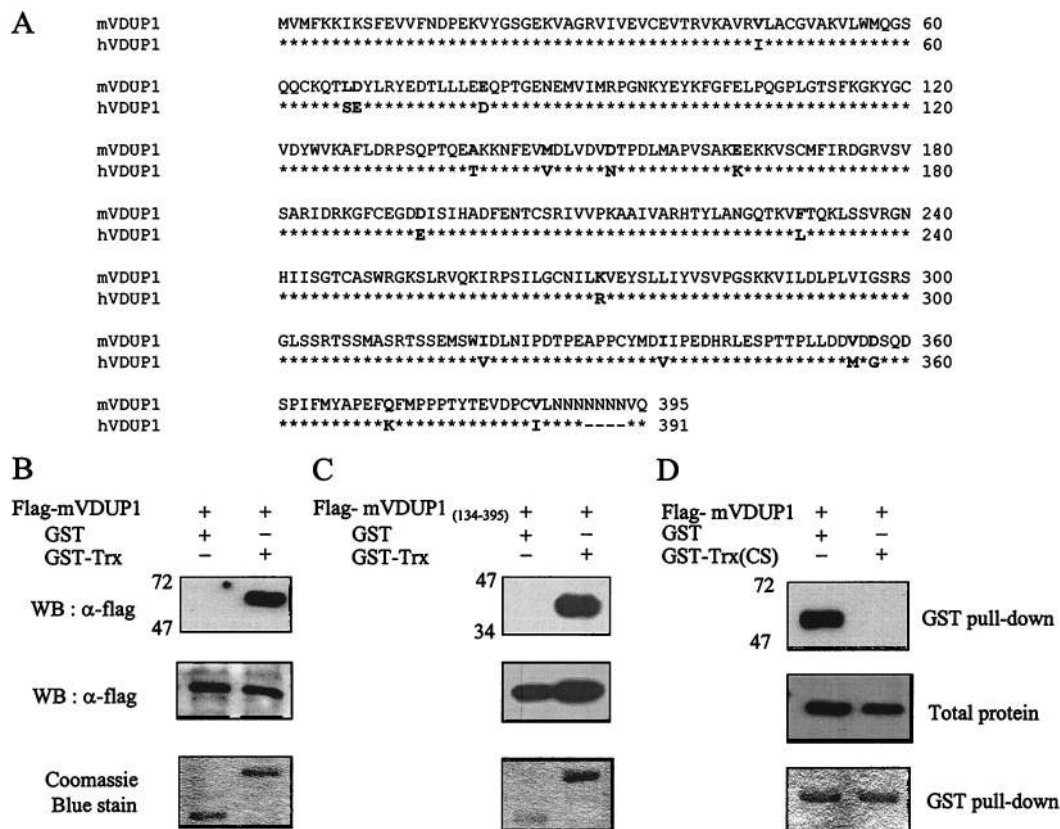 A
mVDUP1 MVMFKKIKSFEVVFNDPEKVYGSGEKVAGRVIVEVCEVTRVKAVRVLACGVAKVLWMQGS 60
hVDUP1 *********************************************I************** 60
mVDUP1 QQCKQTLDYLRYEDTLLLEEQPTGENEMVIMRPGNKYEYKFGFELPQGPLGTSFKGKYGC 120
hVDUP1 ******SE***********D**************************************** 120
mVDUP1 VDYWVKAFLDRPSQPTQEAKKNFEVMDLVDVDTPDLMAPVSAKEEKKVSCMFIRDGRVSV 180
hVDUP1 ******************T******V*****N***********K**************** 180
mVDUP1 SARIDRKGFCEGDDISIHADFENTCSRIVVPKAAIVARHTYLANGQTKVFTQKLSSVRGN 240
hVDUP1 *************E***********************************L********** 240
mVDUP1 HIISGTCASWRGKSLRVQKIRPSILGCNILKVEYSLLIYVSVPGSKKVILDLPLVIGSRS 300
hVDUP1 ******************************R***************************** 300
mVDUP1 GLSSRTSSMASRTSSEMSWIDLNIPDTPEAPPCYMDIIPEDHRLESPTTPLLDDVDDSQD 360
hVDUP1 *******************V****************V*****************M*G*** 360
mVDUP1 SPIFMYAPEFQFMPPPTYTEVDPCVLNNNNNNNVQ 395
hVDUP1 **********K*************I****----** 391
B
Flag-mVDUP1 + +
GST + –
GST-Trx – +
72
WB : α-flag
47
WB : α-flag
Coomassie
Blue stain
C
Flag- mVDUP1 (134-395) + +
GST + –
GST-Trx – +
47
34
D
Flag- mVDUP1 + +
GST + –
GST-Trx(CS) – +
72
GST pull-down
47
Total protein
GST pull-down